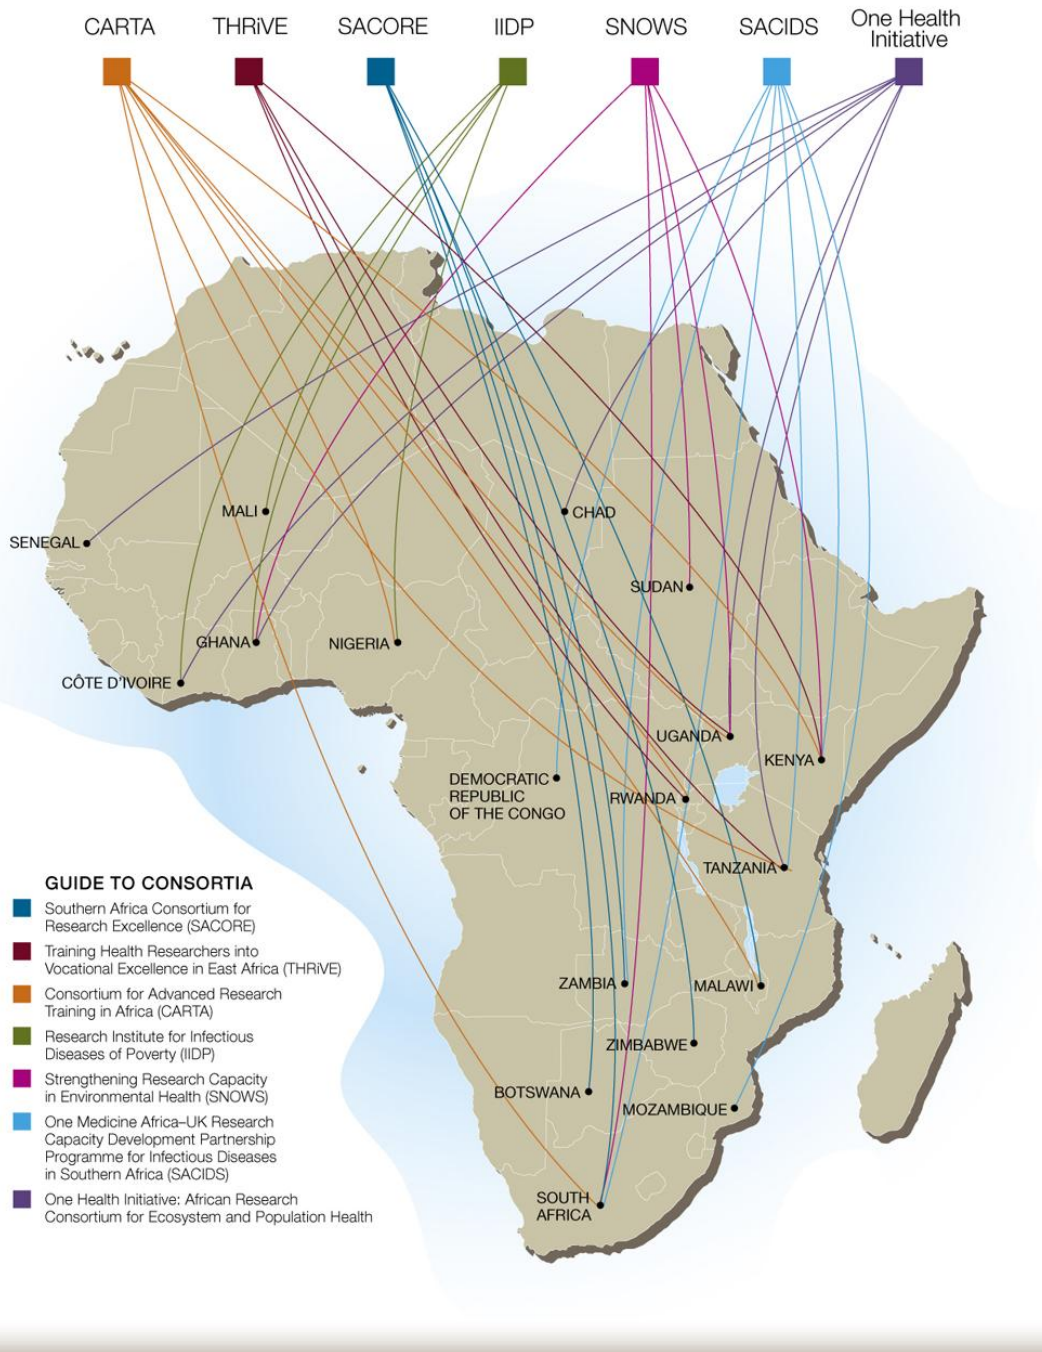 CARTA
THRiVE
SACORE
IIDP
SNOWS
SACIDS
One Health
Initiative
MALI
CHAD
SENEGAL
SUDAN
GHANA
NIGERIA
CÔTE D'IVOIRE
UGANDA
KENYA
DEMOCRATIC
REPUBLIC
OF THE CONGO
RWANDA
TANZANIA
ZAMBIA
MALAWI
ZIMBABWE
BOTSWANA
MOZAMBIQUE
SOUTH
AFRICA
GUIDE TO CONSORTIA
Southern Africa Consortium for
Research Excellence (SACORE)
Training Health Researchers into
Vocational Excellence in East Africa (THRiVE)
Consortium for Advanced Research
Training in Africa (CARTA)
Research Institute for Infectious
Diseases of Poverty (IIDP)
Strengthening Research Capacity
in Environmental Health (SNOWS)
One Medicine Africa–UK Research
Capacity Development Partnership
Programme for Infectious Diseases
in Southern Africa (SACIDS)
One Health Initiative: African Research
Consortium for Ecosystem and Population Health